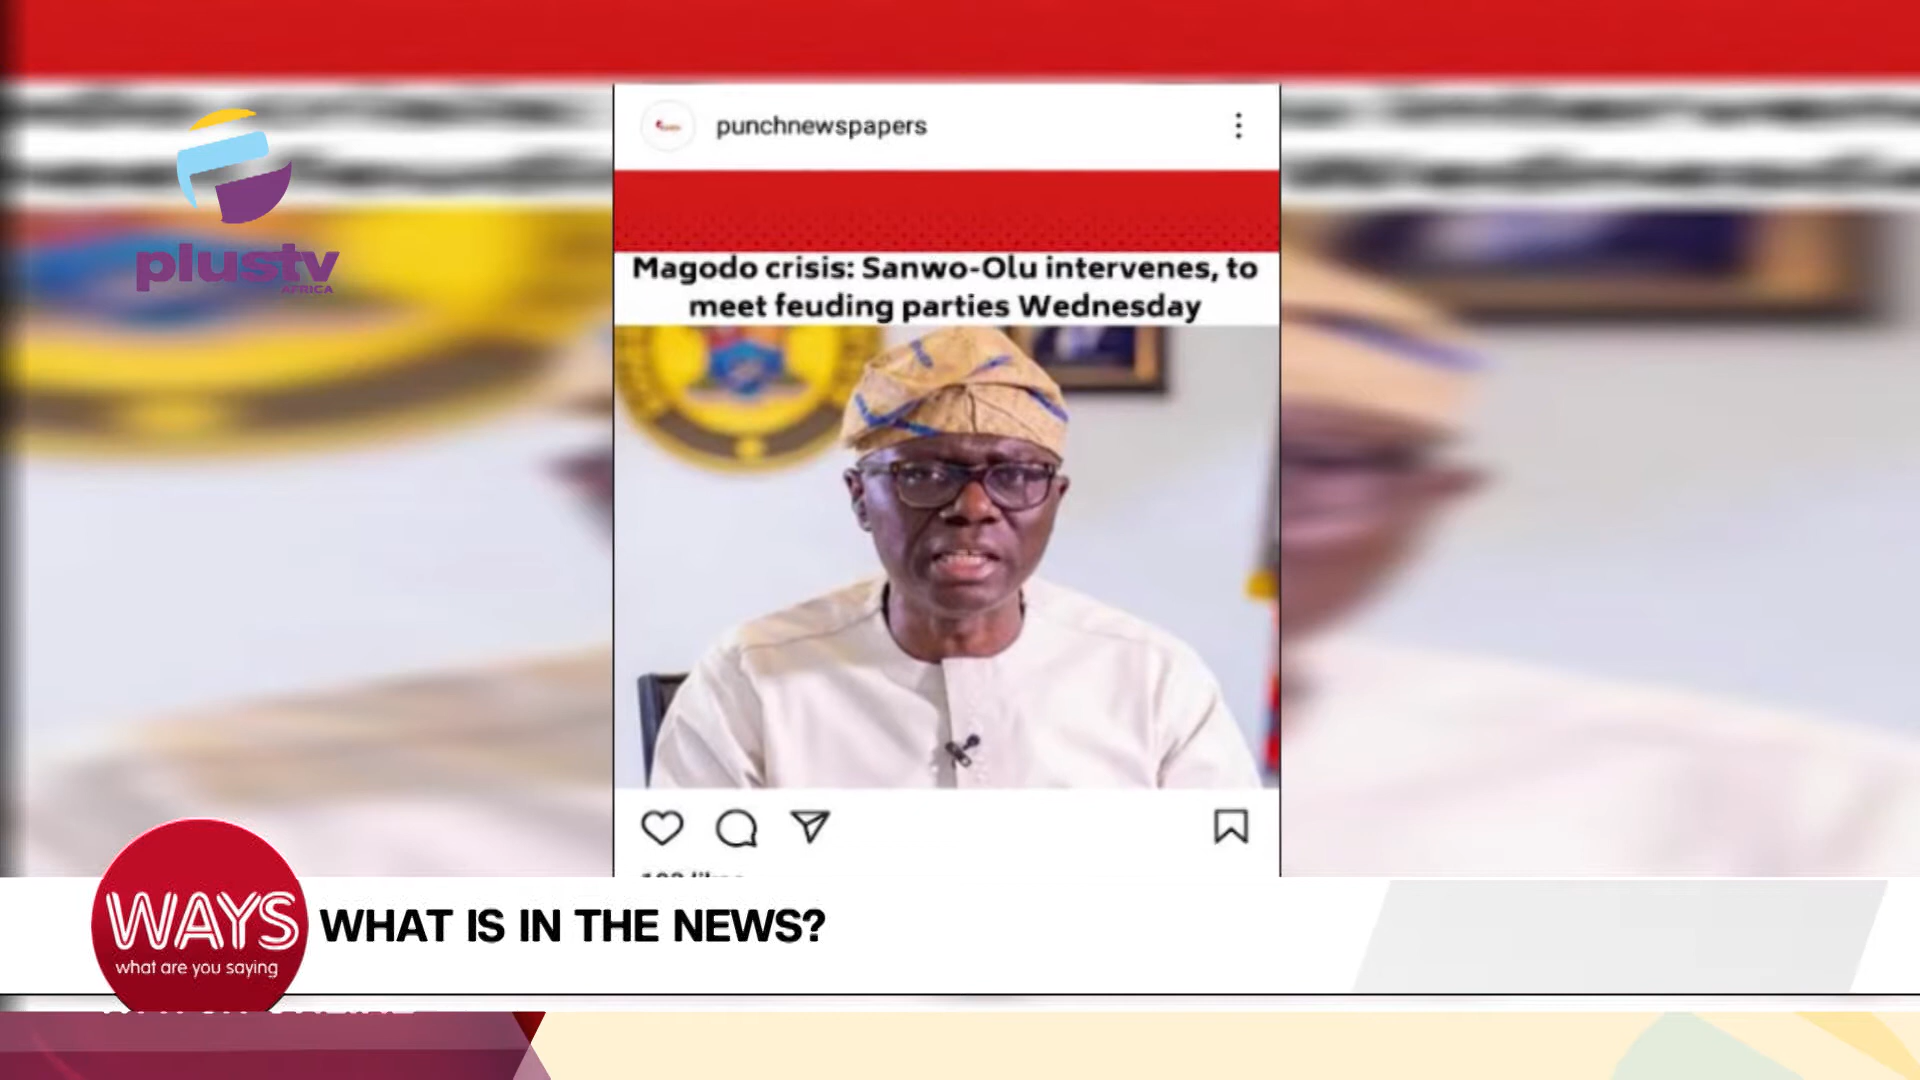 punchnewspapers
Magodo crisis: Sanwo-Olu intervenes, to
meet feuding parties Wednesday
plustv
AFRICA
WAYS
what are you saying
WHAT IS IN THE NEWS?